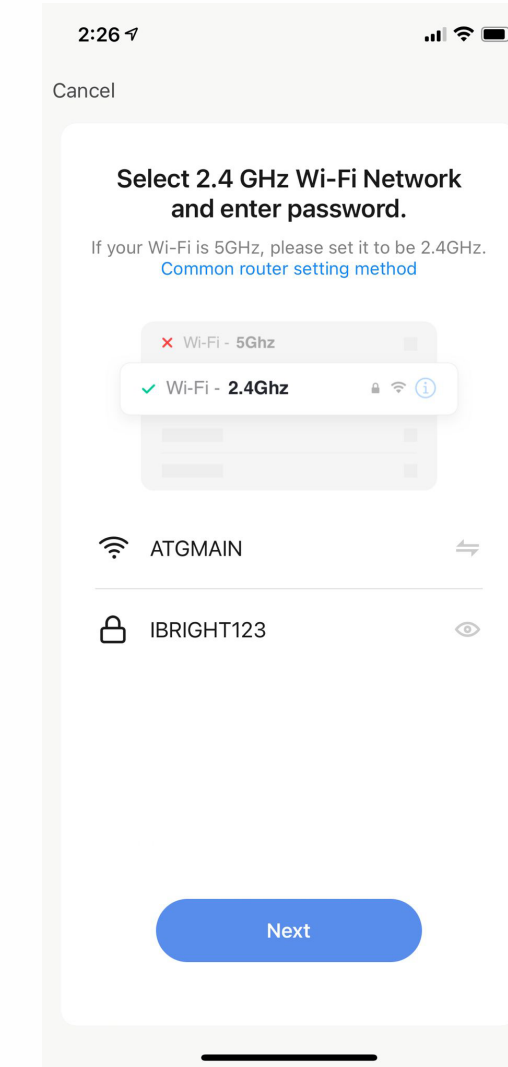 2:26
Cancel
Select 2.4 GHz Wi-Fi Network
and enter password.
If your Wi-Fi is 5GHz, please set it to be 2.4GHz.
Common router setting method
Wi-Fi - 5Ghz
Wi-Fi - 2.4Ghz
ATGMAIN
IBRIGHT123
Next